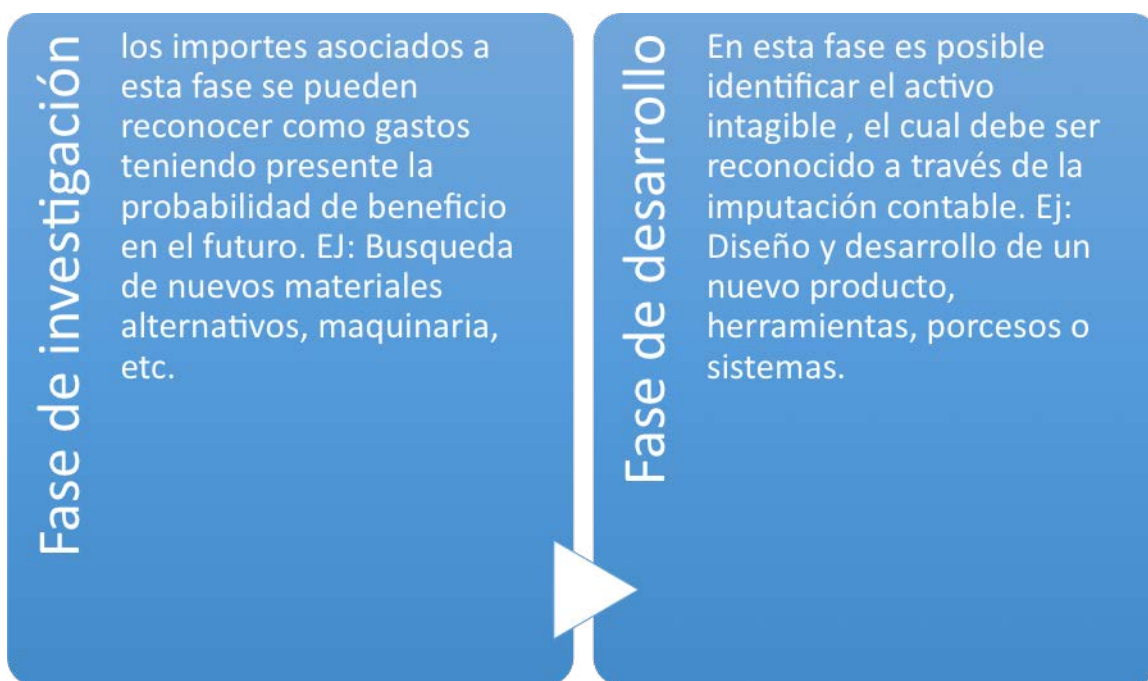 Fase de investigación
los importes asociados a
esta fase se pueden
reconocer como gastos
teniendo presente la
probabilidad de beneficio
en el futuro. EJ: Busqueda
de nuevos materiales
alternativos, maquinaria,
etc.
Fase de desarrollo
En esta fase es posible
identificar el activo
intagible , el cual debe ser
reconocido a través de la
imputación contable. Ej:
Diseño y desarrollo de un
nuevo producto,
herramientas, porcesos o
sistemas.